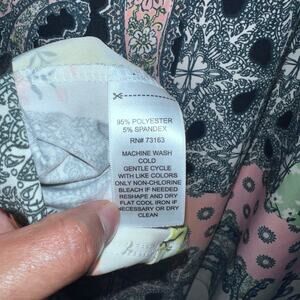 95% POLYESTER
5% SPANDEX
RN# 73163
MACHINE WASH
COLD
GENTLE CYCLE
WITH LIKE COLORS
ONLY NON-CHLORINE
BLEACH IF NEEDED
RESHAPE AND DRY
FLAT COOL IRON IF
NECESSARY OR DRY
CLEAN